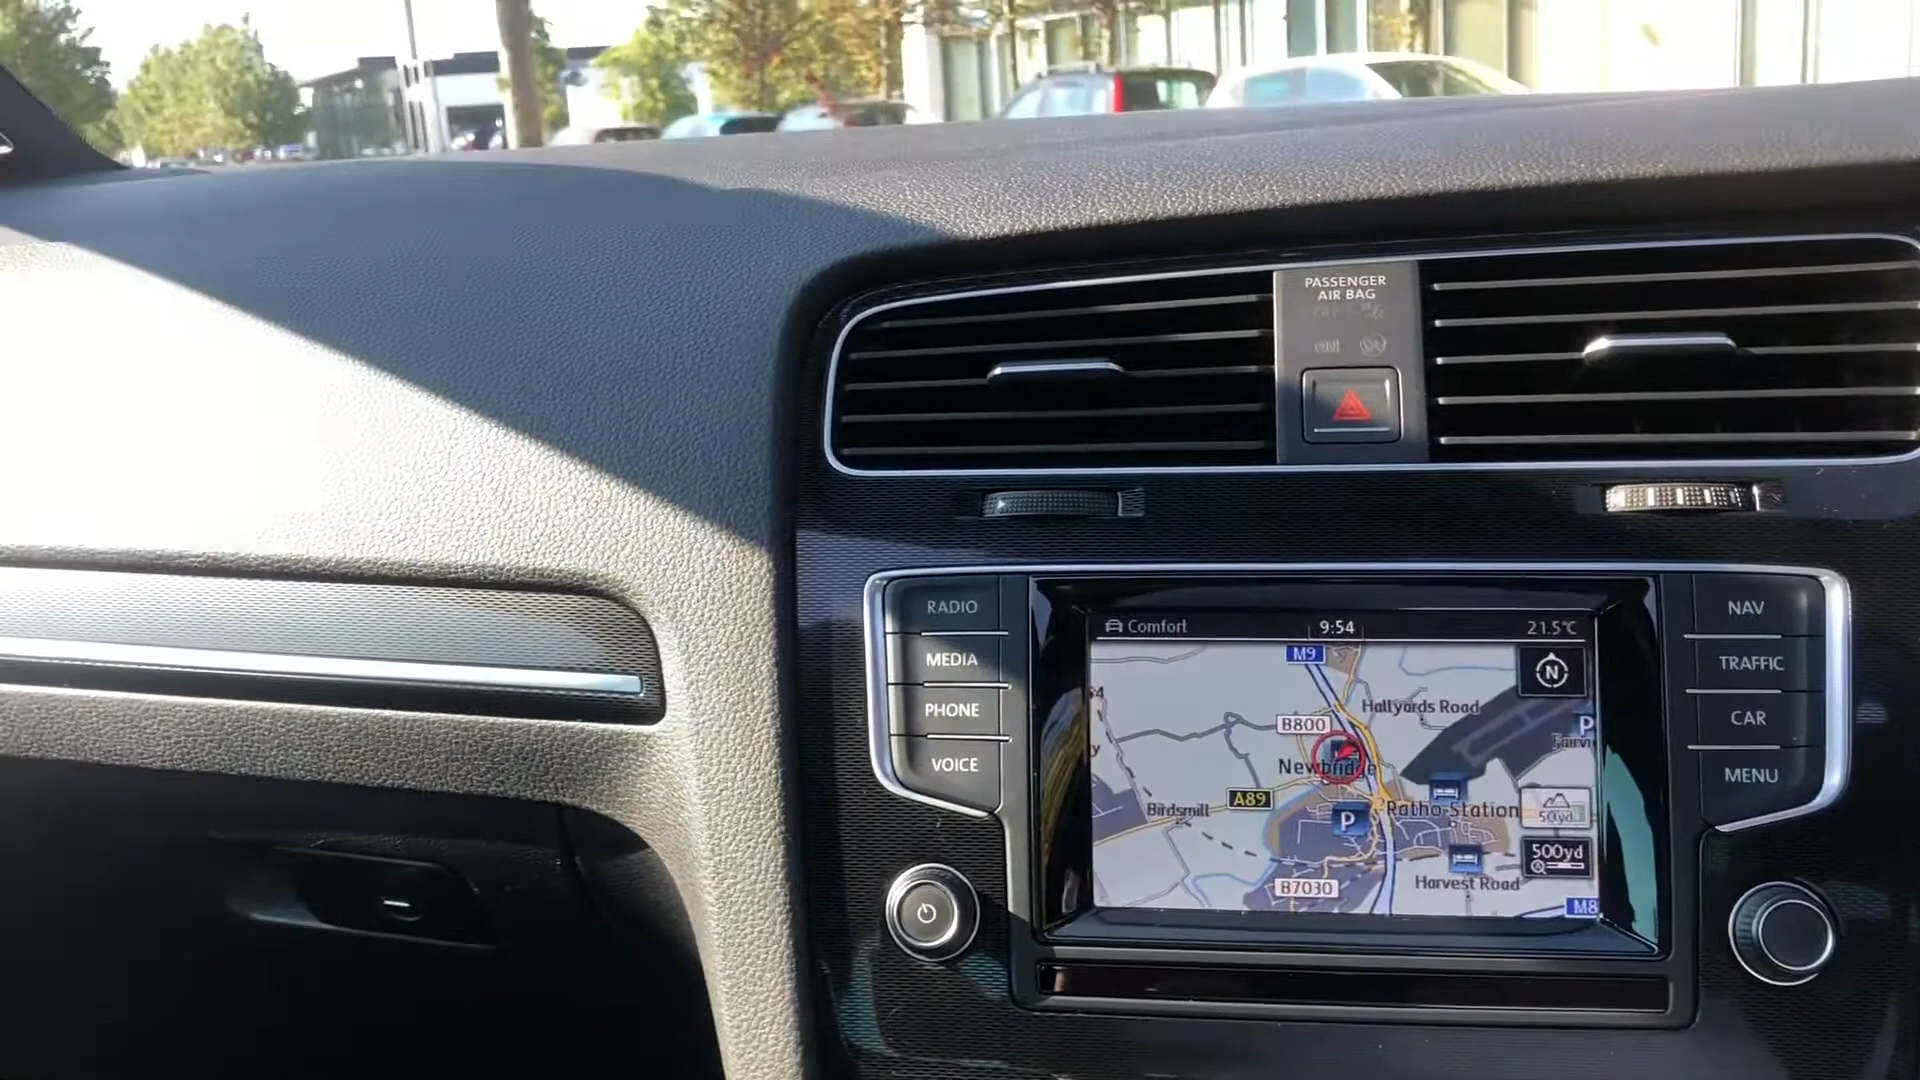 PASSENGER
AIR BAG
RADIO
MEDIA
PHONE
VOICE
NAV
TRAFFIC
CAR
MENU
Comfort 9:54 21.5°C
M9
N
Hallyards Road
B800
P
Newbridge
A89
Birdsmill
P
Ratho Station
50yd
500yd
B7030
Harvest Road
M8